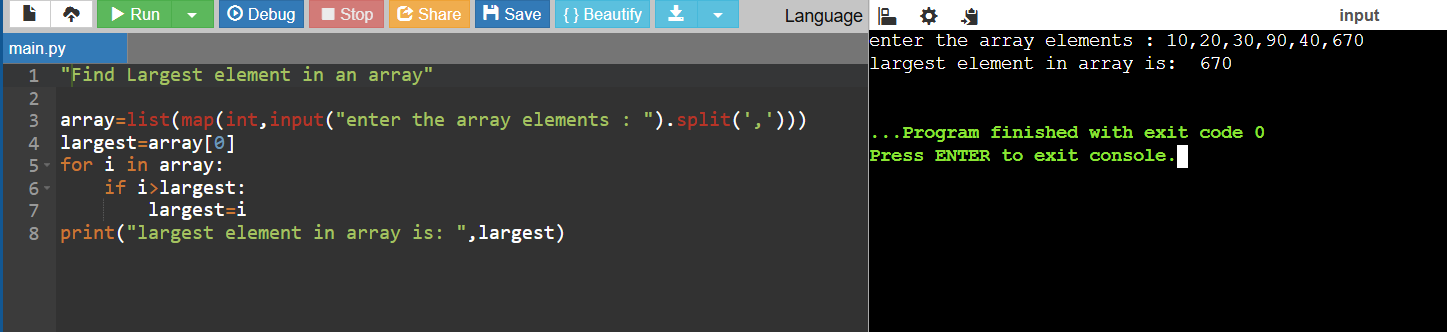 Run Debug Stop Share Save { } Beautify Language
input
main.py
1 "Find Largest element in an array"
2
3 array=list(map(int,input("enter the array elements : ").split(',')))
4 largest=array[0]
5 for i in array:
6     if i>largest:
7         largest=i
8 print("largest element in array is: ",largest)
enter the array elements : 10,20,30,90,40,670
largest element in array is:  670
...Program finished with exit code 0
Press ENTER to exit console.